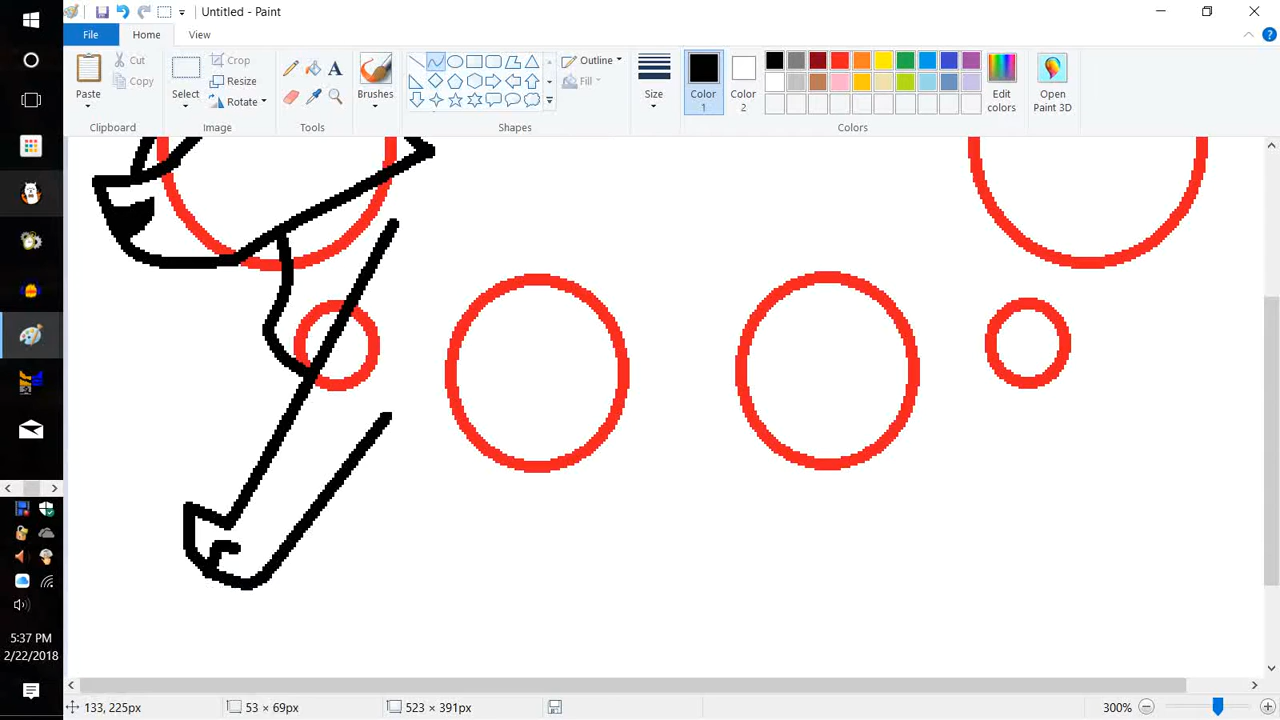 Untitled - Paint
File Home View
Paste
Cut
Copy
Clipboard
Select
Crop
Resize
Rotate
Image
A
Tools
Brushes
Outline
Fill
Shapes
Size
Color 1
Color 2
Edit colors
Open Paint 3D
Colors
5:37 PM
2/22/2018
133, 225px
53 × 69px
523 × 391px
300%